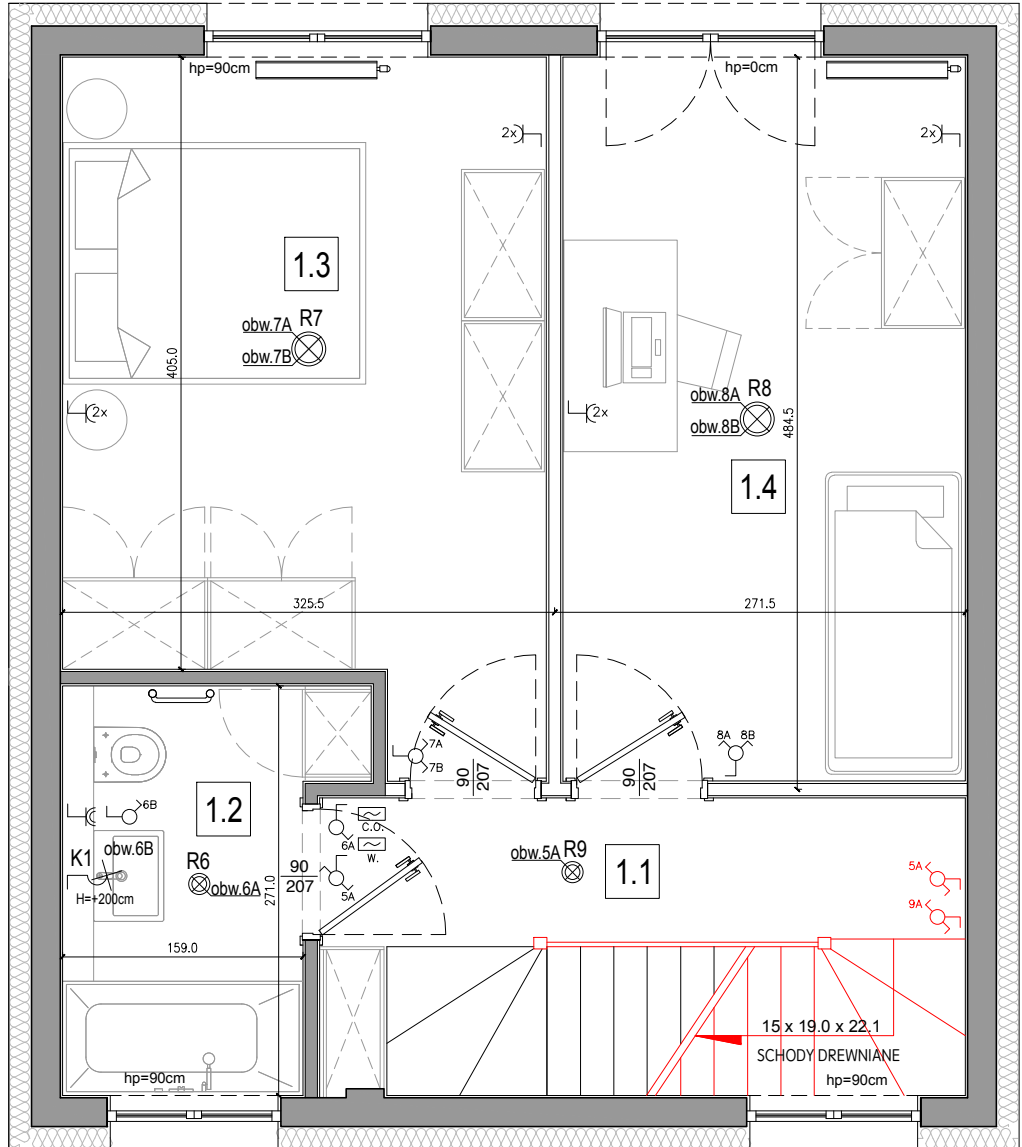 hp=90cm
hp=0cm
2x
2x
1.3
obw.7A R7
obw.7B
405.0
2x
2x
obw.8A R8
obw.8B
484.5
1.4
325.5
271.5
7A
7B
90
207
90
207
8A 8B
6B
1.2
C.O.
6A
W.
K1
obw.6B
R6
obw.6A
H=+200cm
90
207
5A
271.0
obw.5A R9
1.1
5A
9A
159.0
15 x 19.0 x 22.1
SCHODY DREWNIANE
hp=90cm
hp=90cm